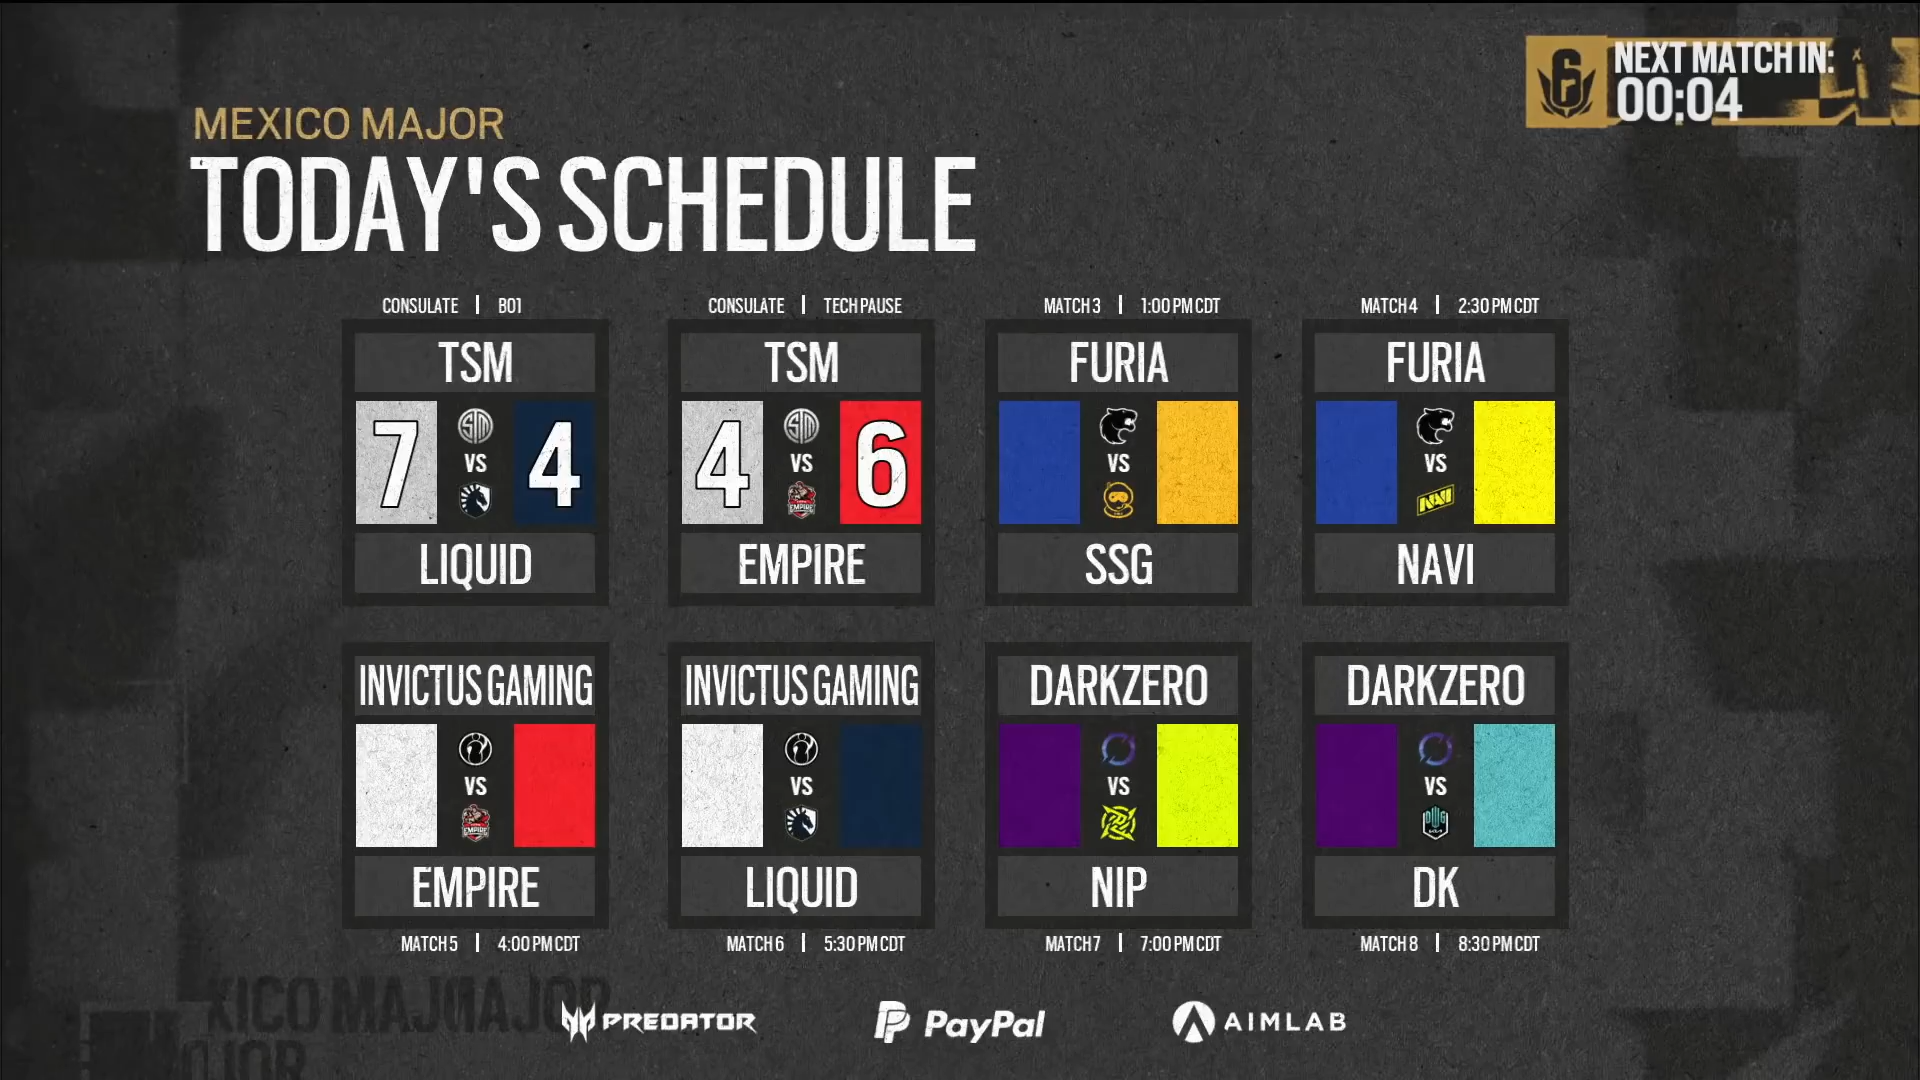 NEXT MATCH IN:
00:04
MEXICO MAJOR
TODAY'S SCHEDULE
CONSULATE | BO1
TSM
7 VS 4
LIQUID
CONSULATE | TECH PAUSE
TSM
4 VS 6
EMPIRE
MATCH 3 | 1:00 PM CDT
FURIA
VS
SSG
MATCH 4 | 2:30 PM CDT
FURIA
VS
NAVI
INVICTUS GAMING
VS
EMPIRE
MATCH 5 | 4:00 PM CDT
INVICTUS GAMING
VS
LIQUID
MATCH 6 | 5:30 PM CDT
DARKZERO
VS
NIP
MATCH 7 | 7:00 PM CDT
DARKZERO
VS
DK
MATCH 8 | 8:30 PM CDT
PREDATOR
PayPal
AIMLAB